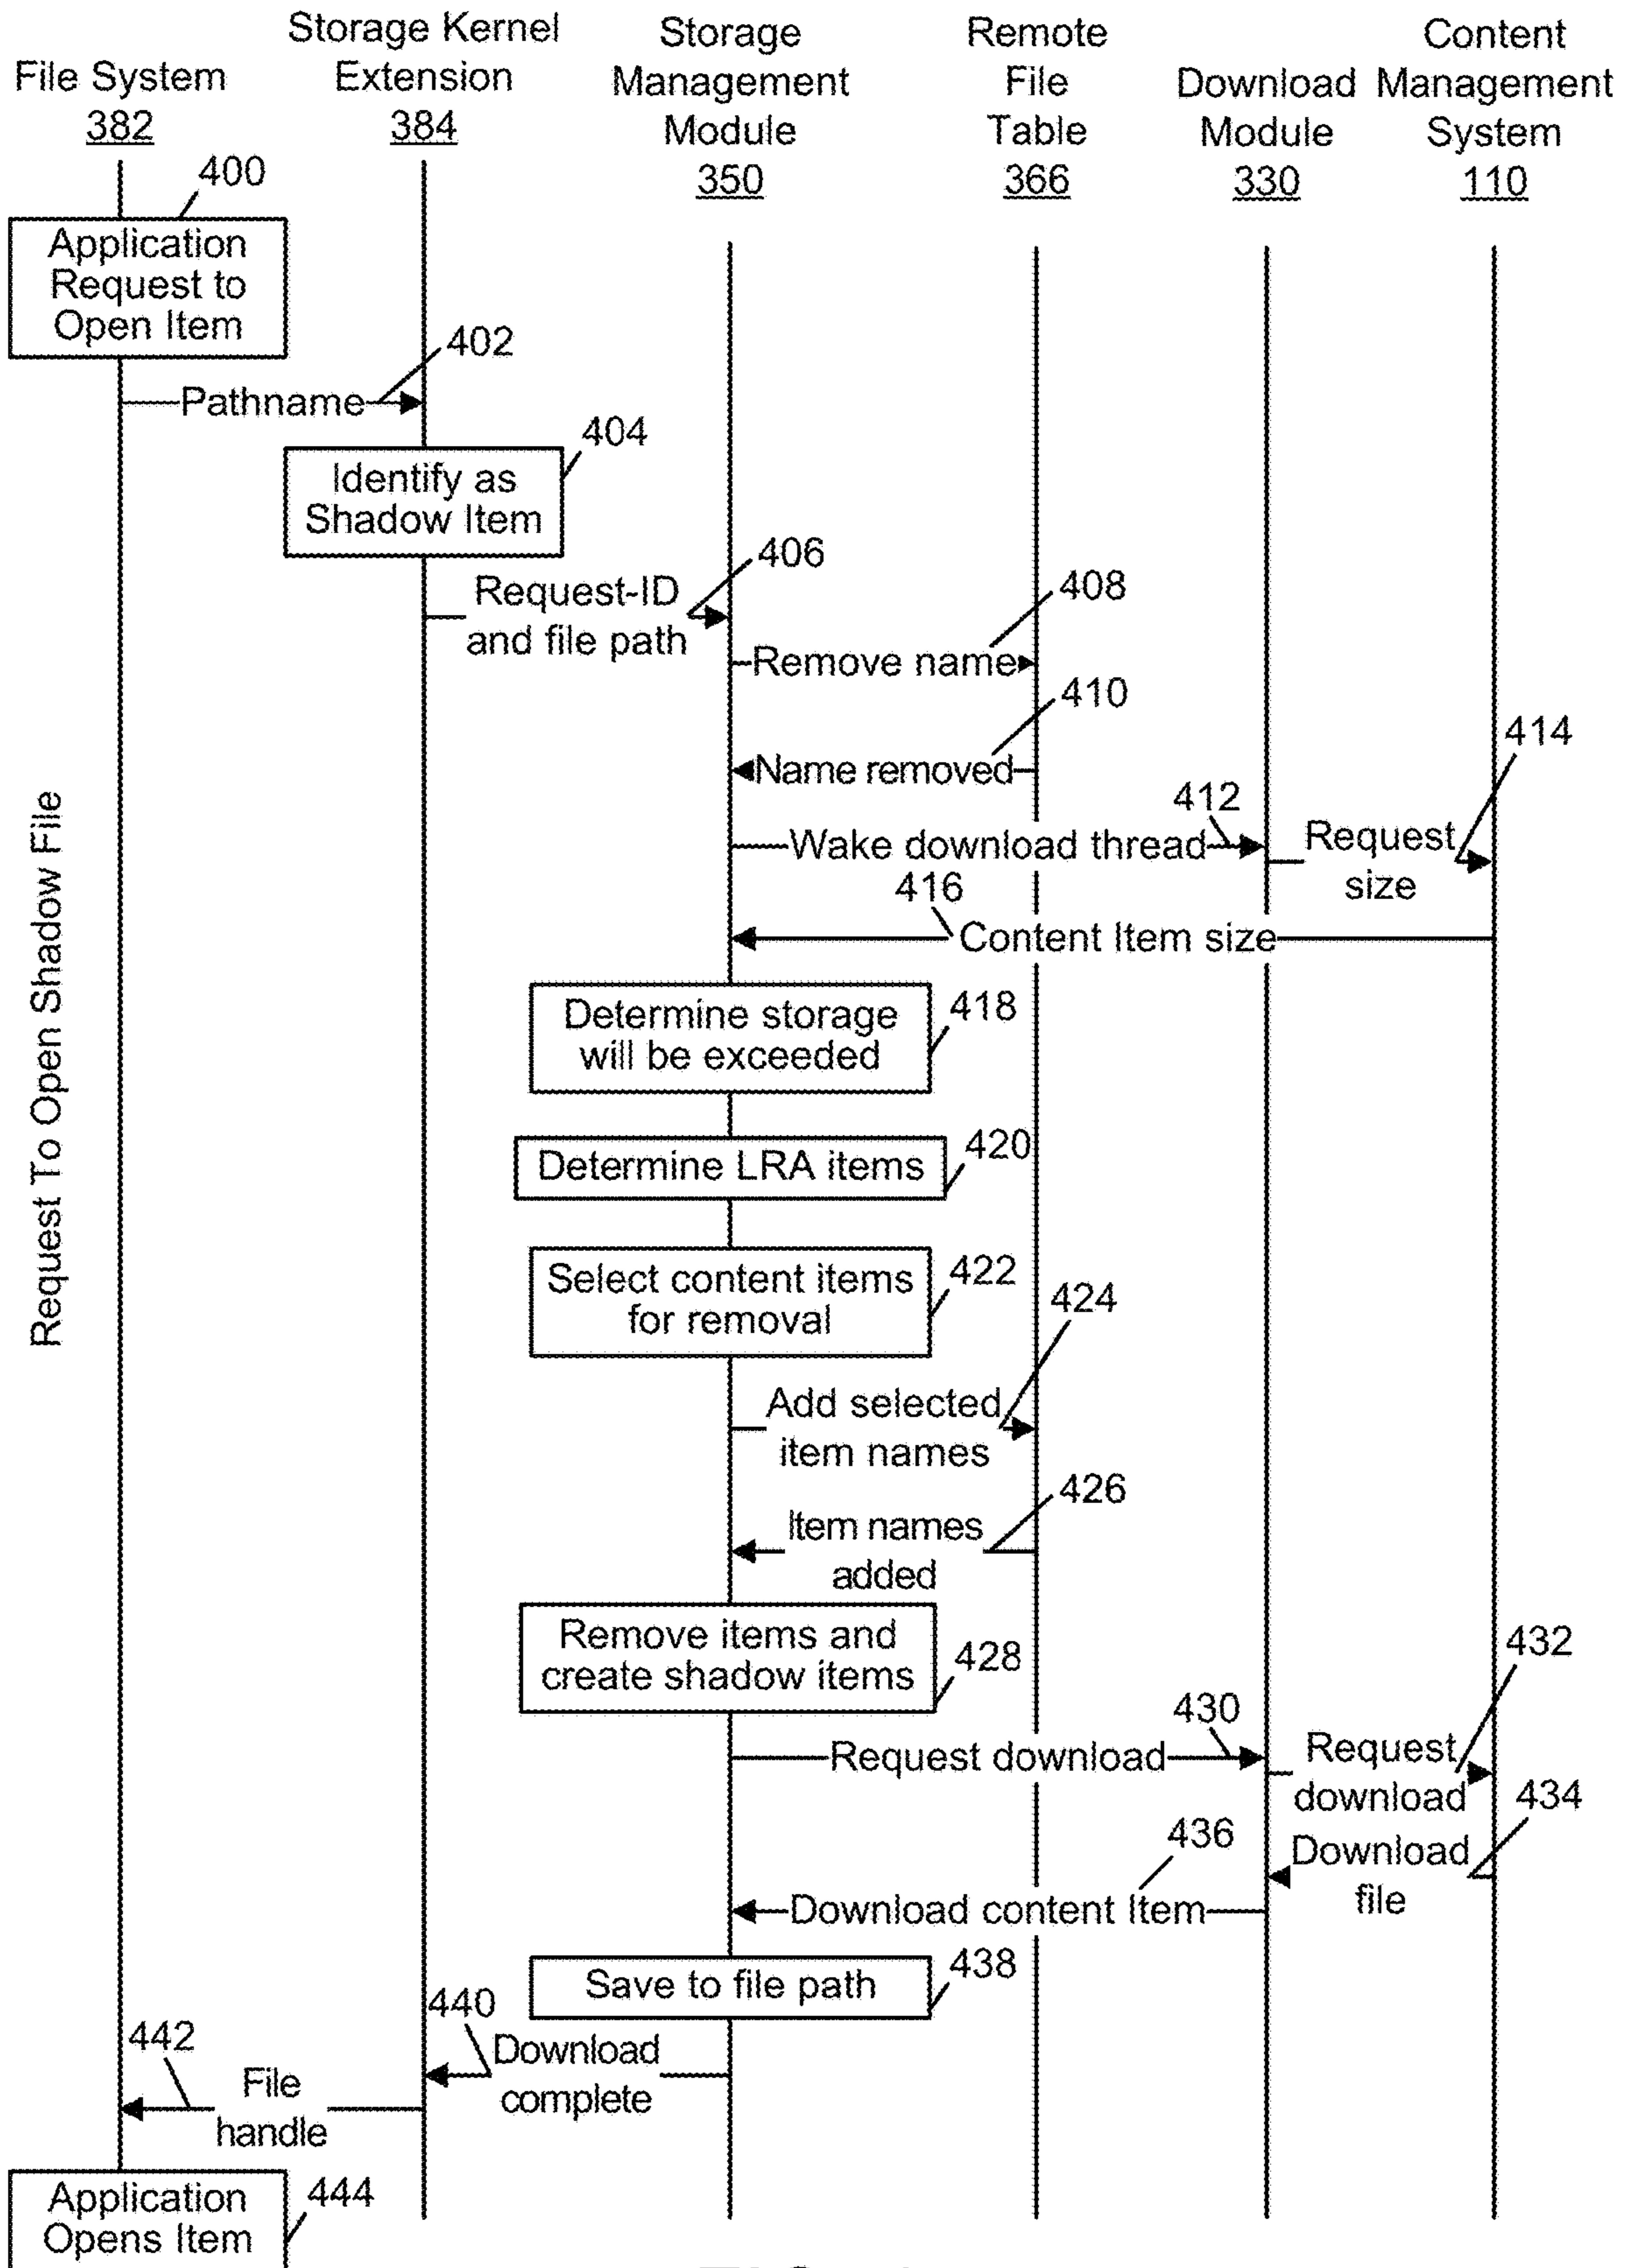 File System
382
Storage Kernel
Extension
384
Storage
Management
Module
350
Remote
File
Table
366
Download
Module
330
Content
Management
System
110
Request To Open Shadow File
400
Application
Request to
Open Item
402
Pathname
404
Identify as
Shadow Item
406
Request-ID
and file path
408
Remove name
410
Name removed
412
Wake download thread
414
Request
size
416
Content Item size
Determine storage
will be exceeded
418
Determine LRA items
420
Select content items
for removal
422
424
Add selected
item names
426
Item names
added
Remove items and
create shadow items
428
430
Request download
432
Request
download
434
Download
file
436
Download content Item
Save to file path
438
440
Download
complete
442
File
handle
Application
Opens Item
444